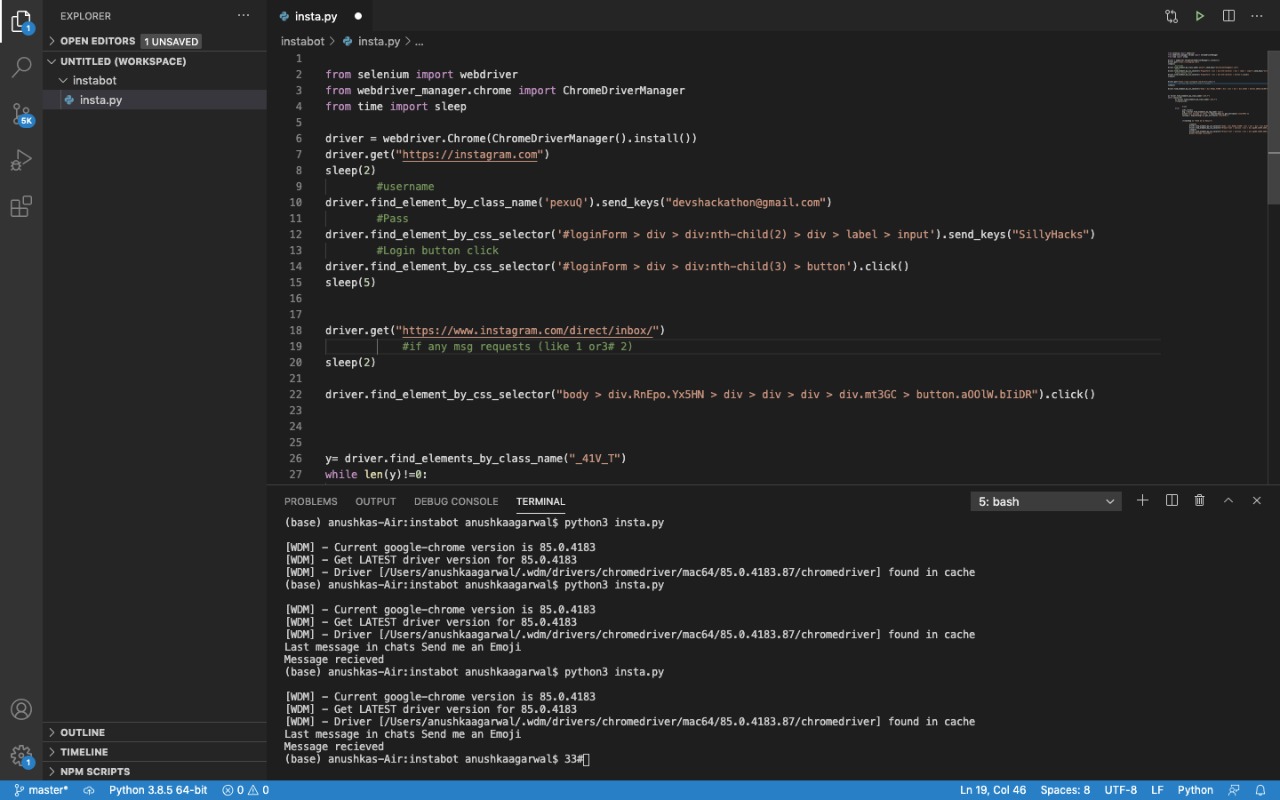 EXPLORER
OPEN EDITORS 1 UNSAVED
UNTITLED (WORKSPACE)
instabot
insta.py
OUTLINE
TIMELINE
NPM SCRIPTS
1
5K
1
insta.py
instabot > insta.py > ...
1
2 from selenium import webdriver
3 from webdriver_manager.chrome import ChromeDriverManager
4 from time import sleep
5
6 driver = webdriver.Chrome(ChromeDriverManager().install())
7 driver.get("https://instagram.com")
8 sleep(2)
9 #username
10 driver.find_element_by_class_name('pexuQ').send_keys("devshackathon@gmail.com")
11 #Pass
12 driver.find_element_by_css_selector('#loginForm > div > div:nth-child(2) > div > label > input').send_keys("SillyHacks")
13 #Login button click
14 driver.find_element_by_css_selector('#loginForm > div > div:nth-child(3) > button').click()
15 sleep(5)
16
17
18 driver.get("https://www.instagram.com/direct/inbox/")
19 #if any msg requests (like 1 or3# 2)
20 sleep(2)
21
22 driver.find_element_by_css_selector("body > div.RnEpo.Yx5HN > div > div > div > div.mt3GC > button.aOOlW.bIiDR").click()
23
24
25
26 y= driver.find_elements_by_class_name("_41V_T")
27 while len(y)!=0:
PROBLEMS OUTPUT DEBUG CONSOLE TERMINAL 5: bash
(base) anushkas-Air:instabot anushkaagarwal$ python3 insta.py
[WDM] - Current google-chrome version is 85.0.4183
[WDM] - Get LATEST driver version for 85.0.4183
[WDM] - Driver [/Users/anushkaagarwal/.wdm/drivers/chromedriver/mac64/85.0.4183.87/chromedriver] found in cache
(base) anushkas-Air:instabot anushkaagarwal$ python3 insta.py
[WDM] - Current google-chrome version is 85.0.4183
[WDM] - Get LATEST driver version for 85.0.4183
[WDM] - Driver [/Users/anushkaagarwal/.wdm/drivers/chromedriver/mac64/85.0.4183.87/chromedriver] found in cache
Last message in chats Send me an Emoji
Message recieved
(base) anushkas-Air:instabot anushkaagarwal$ python3 insta.py
[WDM] - Current google-chrome version is 85.0.4183
[WDM] - Get LATEST driver version for 85.0.4183
[WDM] - Driver [/Users/anushkaagarwal/.wdm/drivers/chromedriver/mac64/85.0.4183.87/chromedriver] found in cache
Last message in chats Send me an Emoji
Message recieved
(base) anushkas-Air:instabot anushkaagarwal$ 33#
master* Python 3.8.5 64-bit 0 0 Ln 19, Col 46 Spaces: 8 UTF-8 LF Python